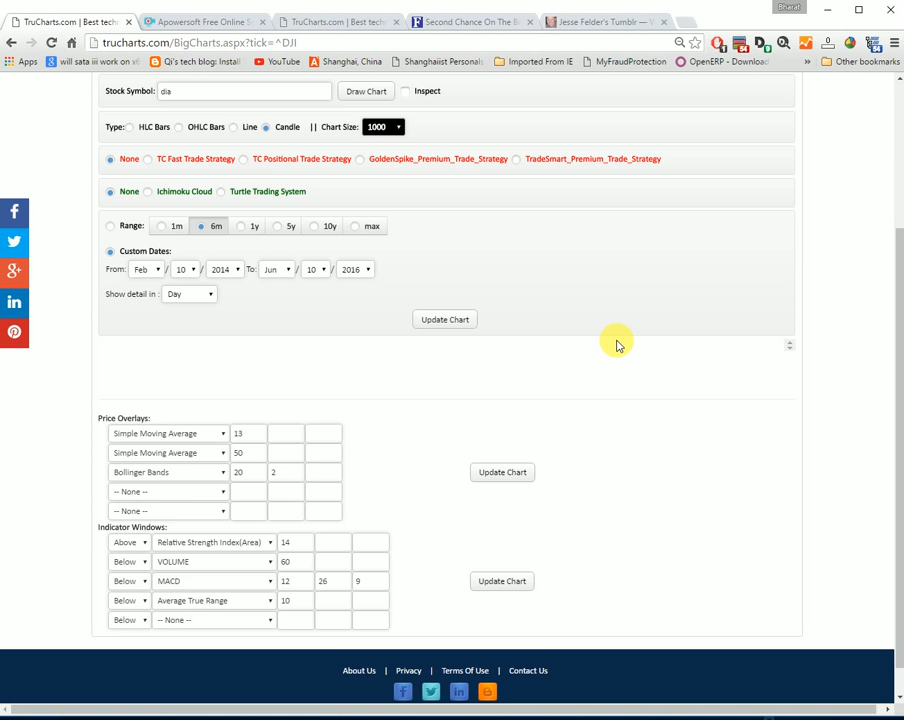 Bharat
TruCharts.com | Best tech
Apowersoft Free Online S
TruCharts.com | Best tech
Second Chance On The B
Jesse Felder's Tumblr — W
trucharts.com/BigCharts.aspx?tick=^DJI
Apps will sata iii work on x6 Qi's tech blog: Install YouTube Shanghai, China Shanghaiist Personals Imported From IE MyFraudProtection OpenERP - Download » Other bookmarks
Stock Symbol: dia Draw Chart Inspect
Type: HLC Bars OHLC Bars Line Candle || Chart Size: 1000
None TC Fast Trade Strategy TC Positional Trade Strategy GoldenSpike_Premium_Trade_Strategy TradeSmart_Premium_Trade_Strategy
None Ichimoku Cloud Turtle Trading System
Range: 1m 6m 1y 5y 10y max
Custom Dates:
From: Feb / 10 / 2014 To: Jun / 10 / 2016
Show detail in : Day
Update Chart
Price Overlays:
Simple Moving Average 13
Simple Moving Average 50
Bollinger Bands 20 2
Update Chart
-- None --
-- None --
Indicator Windows:
Above Relative Strength Index(Area) 14
Below VOLUME 60
Below MACD 12 26 9
Update Chart
Below Average True Range 10
Below -- None --
About Us | Privacy | Terms Of Use | Contact Us